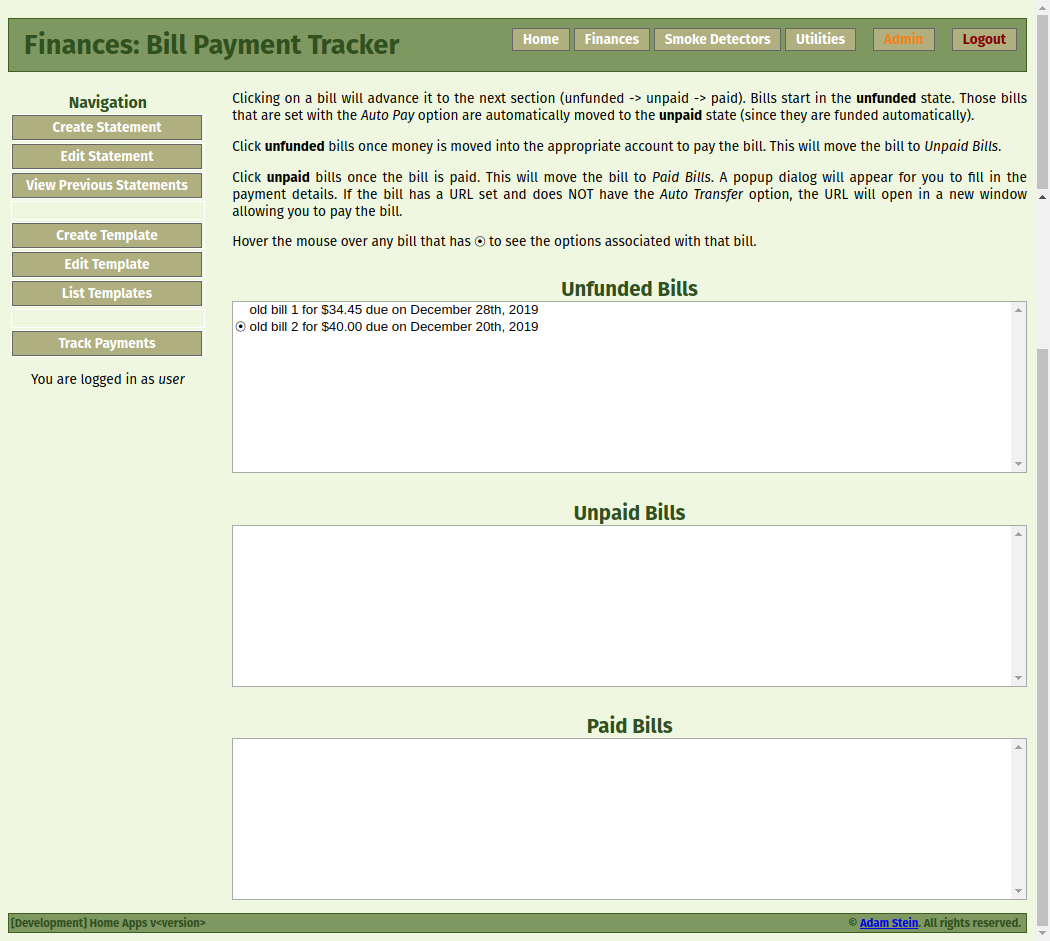 Finances: Bill Payment Tracker
Home Finances Smoke Detectors Utilities Admin Logout
Navigation
Create Statement
Edit Statement
View Previous Statements
Create Template
Edit Template
List Templates
Track Payments
You are logged in as user
Clicking on a bill will advance it to the next section (unfunded -> unpaid -> paid). Bills start in the unfunded state. Those bills
that are set with the Auto Pay option are automatically moved to the unpaid state (since they are funded automatically).
Click unfunded bills once money is moved into the appropriate account to pay the bill. This will move the bill to Unpaid Bills.
Click unpaid bills once the bill is paid. This will move the bill to Paid Bills. A popup dialog will appear for you to fill in the
payment details. If the bill has a URL set and does NOT have the Auto Transfer option, the URL will open in a new window
allowing you to pay the bill.
Hover the mouse over any bill that has ⦿ to see the options associated with that bill.
Unfunded Bills
old bill 1 for $34.45 due on December 28th, 2019
⦿ old bill 2 for $40.00 due on December 20th, 2019
Unpaid Bills
Paid Bills
[Development] Home Apps v<version>
© Adam Stein. All rights reserved.